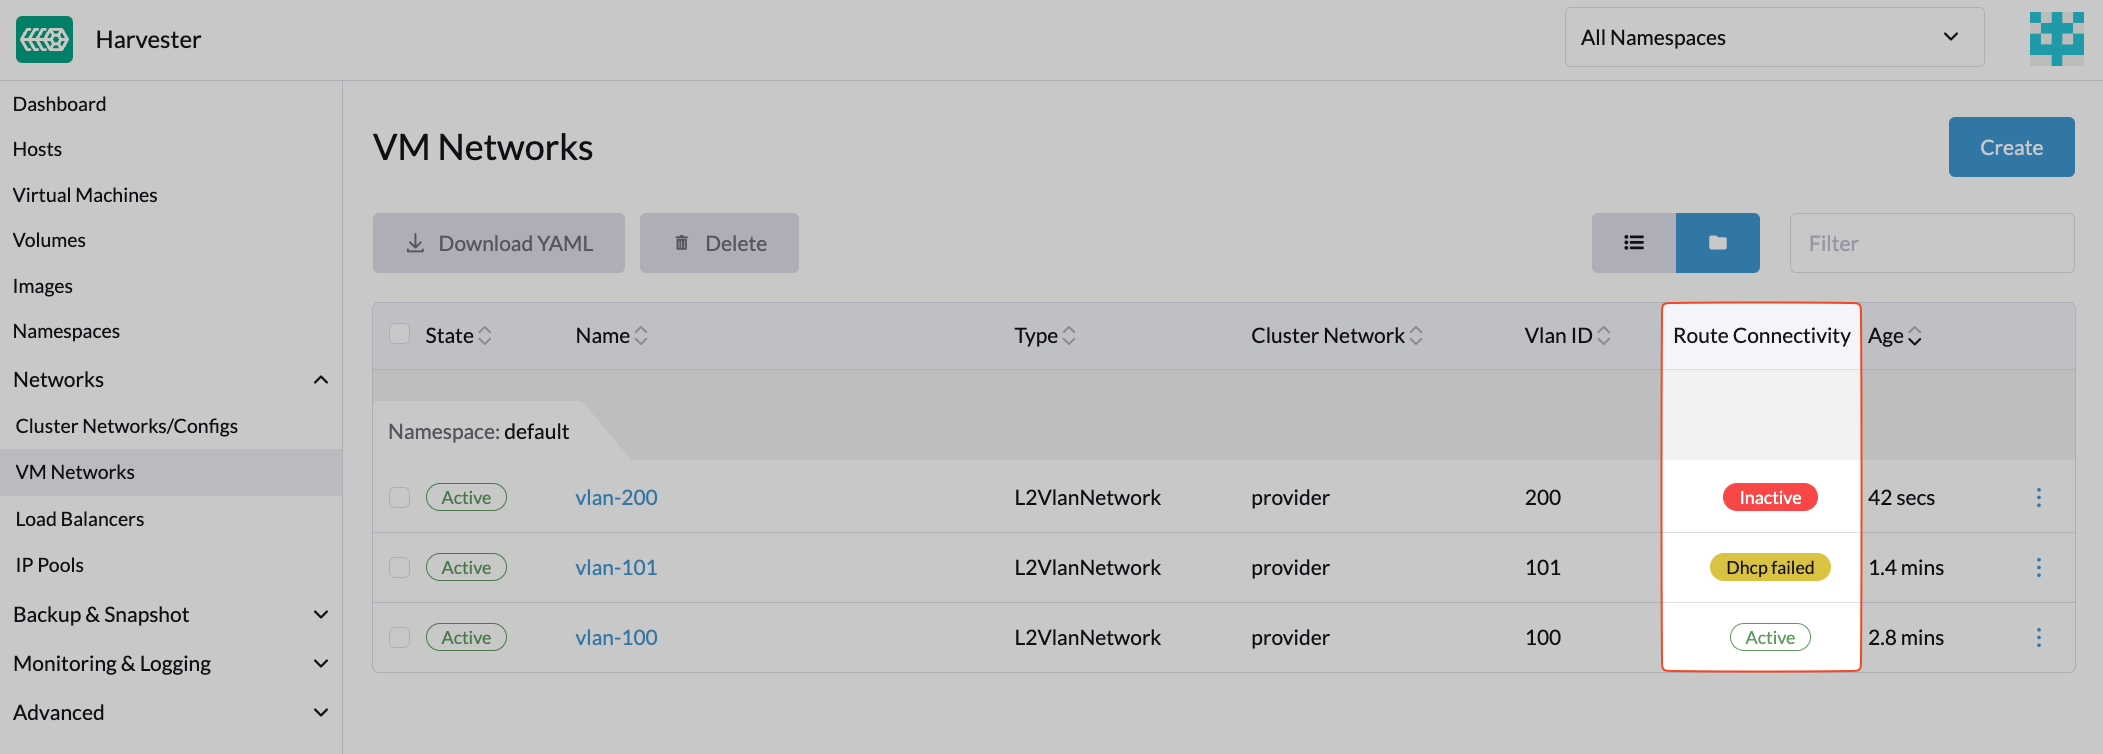 Harvester
All Namespaces
Dashboard
Hosts
Virtual Machines
Volumes
Images
Namespaces
Networks
Cluster Networks/Configs
VM Networks
Load Balancers
IP Pools
Backup & Snapshot
Monitoring & Logging
Advanced
VM Networks
Create
Download YAML Delete Filter
State Name Type Cluster Network Vlan ID Route Connectivity Age
Namespace: default
Active vlan-200 L2VlanNetwork provider 200 Inactive 42 secs
Active vlan-101 L2VlanNetwork provider 101 Dhcp failed 1.4 mins
Active vlan-100 L2VlanNetwork provider 100 Active 2.8 mins